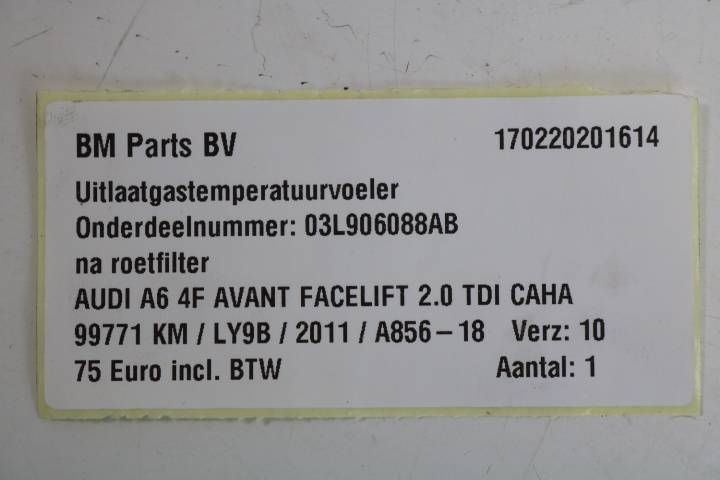 BM Parts BV 170220201614
Uitlaatgastemperatuurvoeler
Onderdeelnummer: 03L906088AB
na roetfilter
AUDI A6 4F AVANT FACELIFT 2.0 TDI CAHA
99771 KM / LY9B / 2011 / A856-18 Verz: 10
75 Euro incl. BTW Aantal: 1